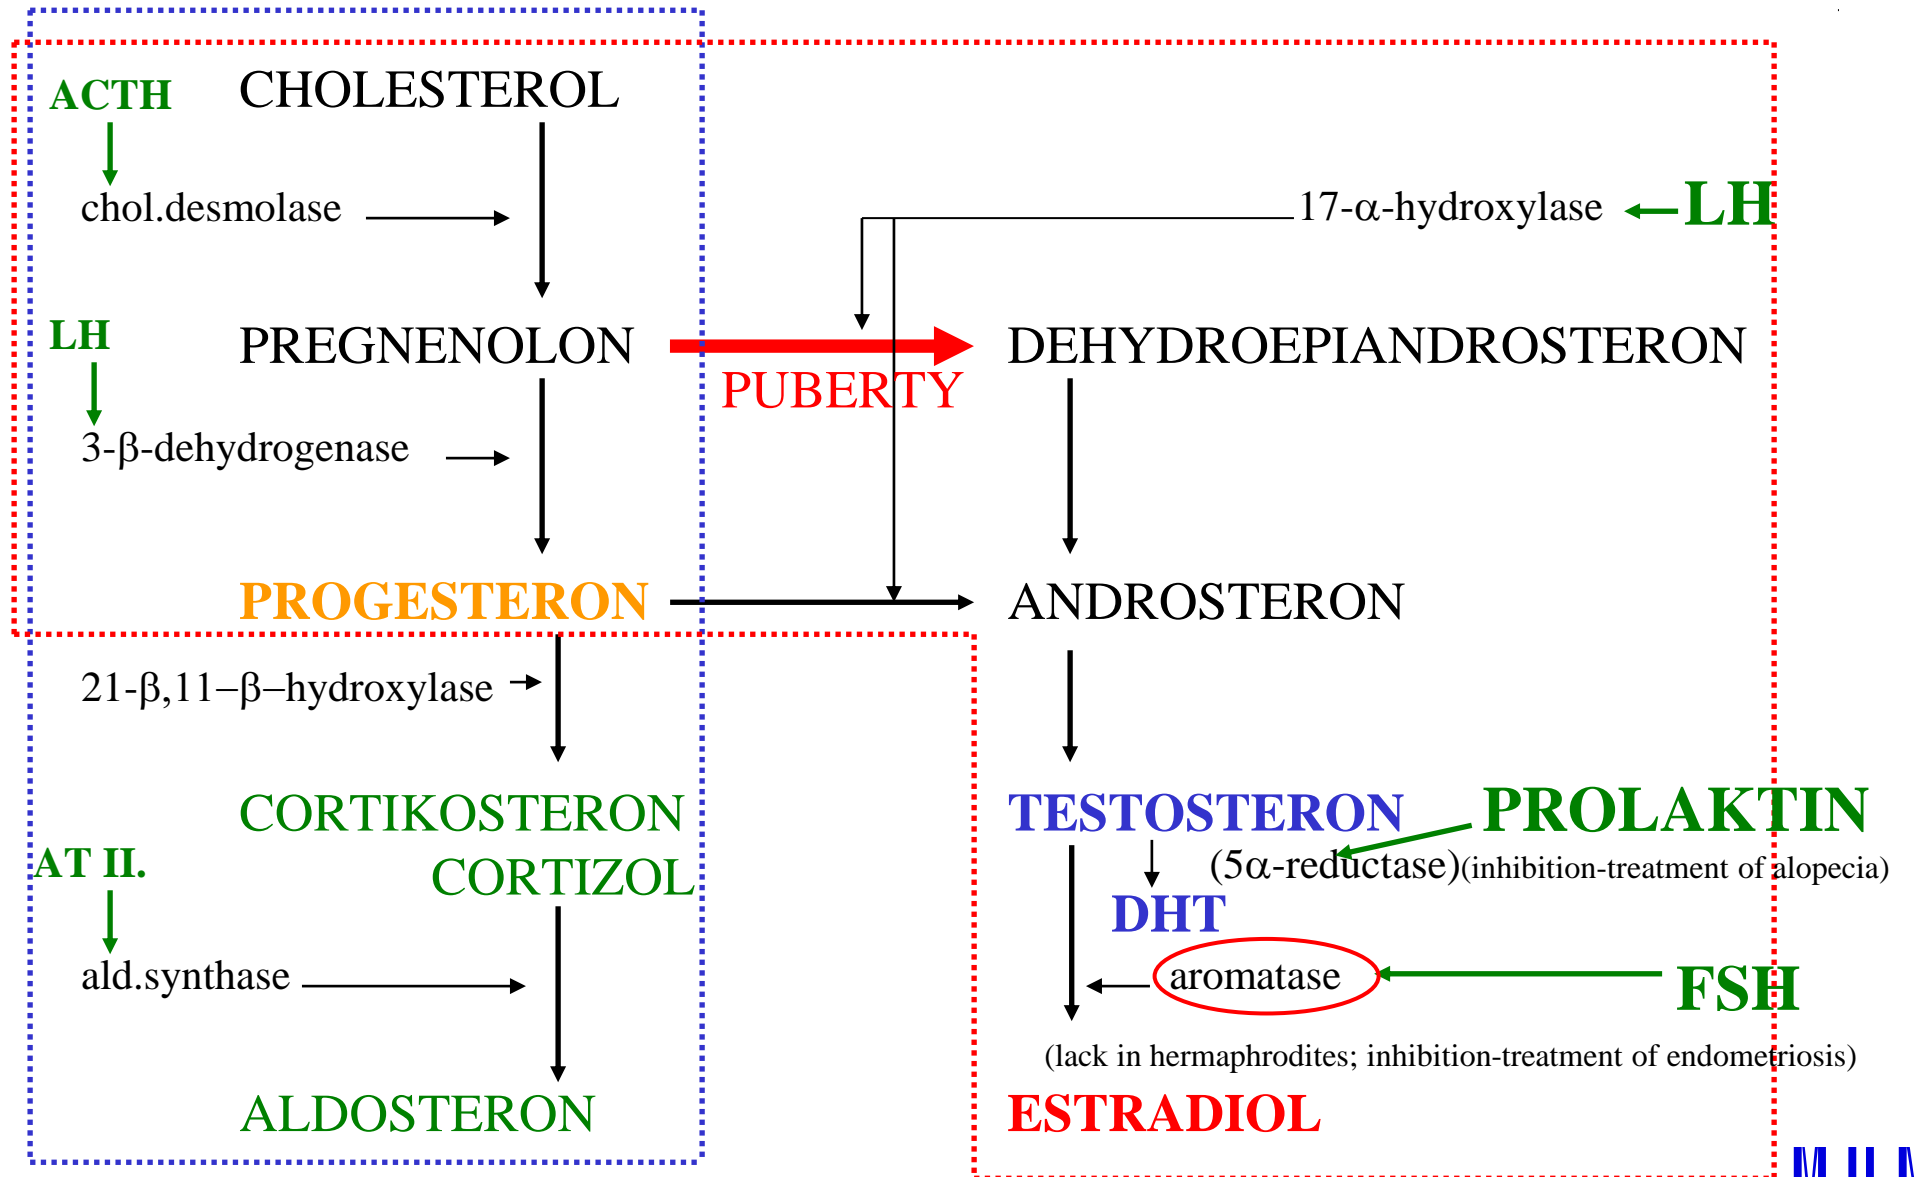 ACTH CHOLESTEROL
chol.desmolase 17-α-hydroxylase LH
LH PREGNENOLON DEHYDROEPIANDROSTERON
PUBERTY
3-β-dehydrogenase
PROGESTERON ANDROSTERON
21-β,11–β–hydroxylase
CORTIKOSTERON TESTOSTERON PROLAKTIN
AT II. CORTIZOL (5α-reductase)(inhibition-treatment of alopecia)
DHT
ald.synthase aromatase FSH
(lack in hermaphrodites; inhibition-treatment of endometriosis)
ALDOSTERON ESTRADIOL